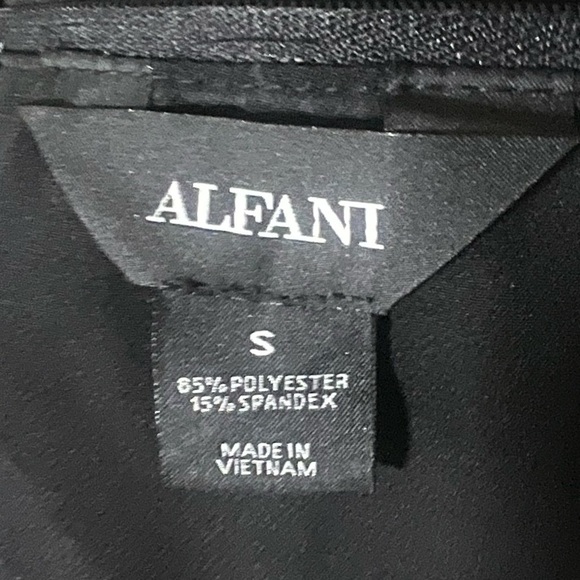 ALFANI
S
85% POLYESTER
15% SPANDEX
MADE IN
VIETNAM